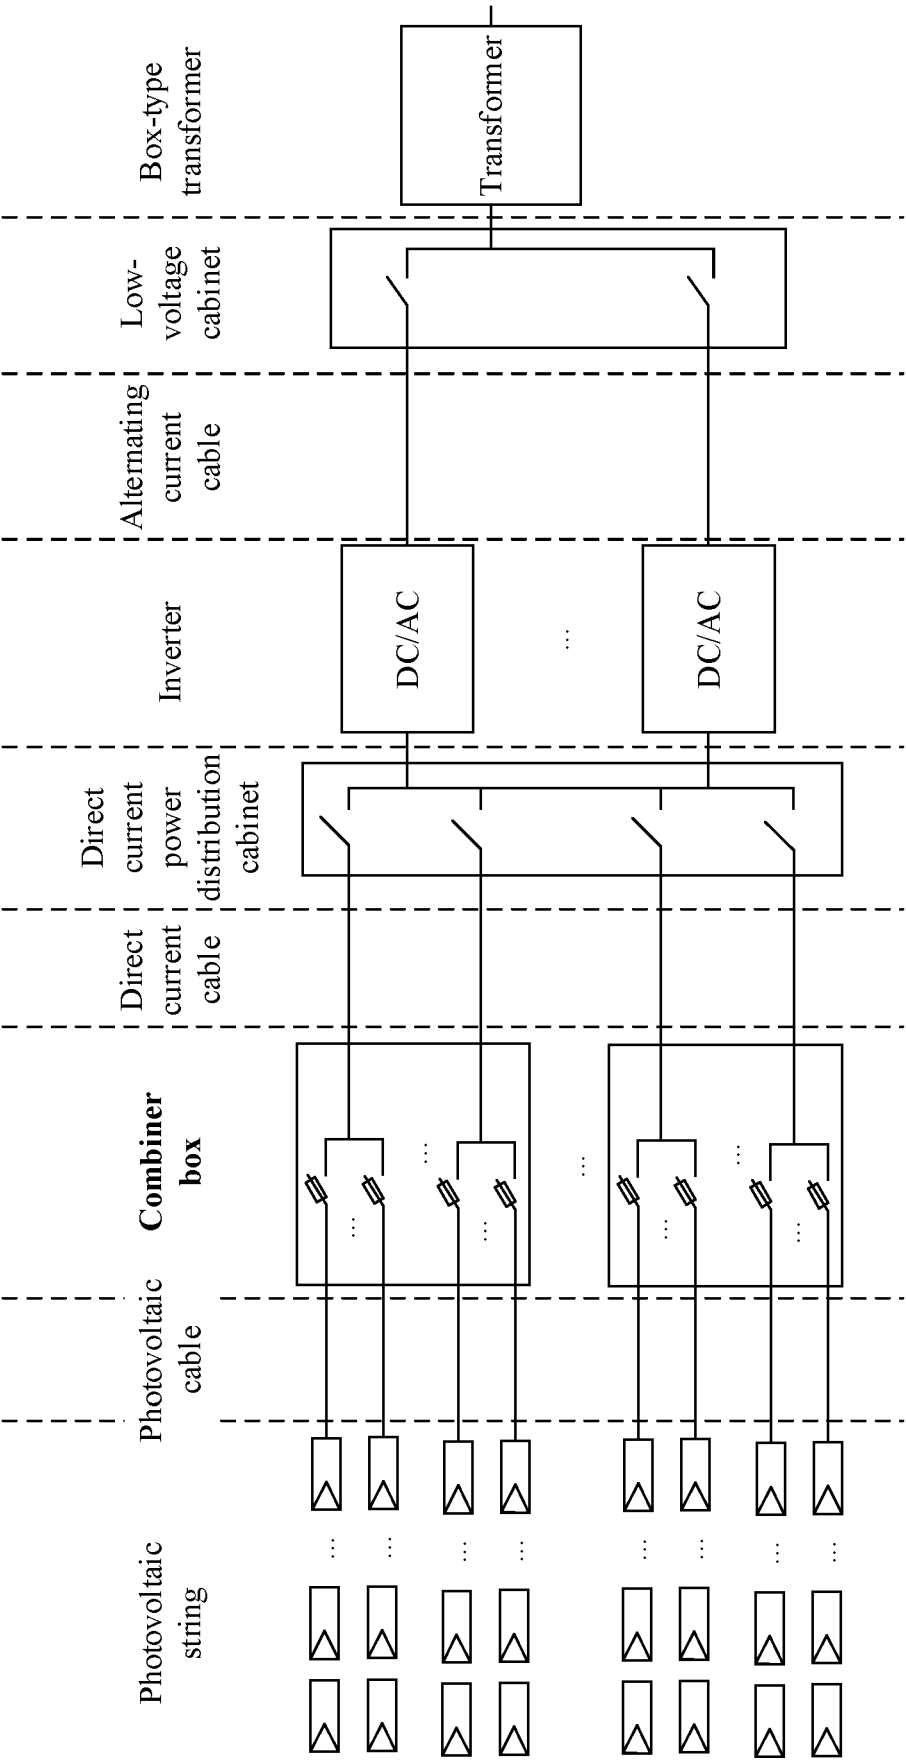 Box-type
transformer
Transformer
Low-
voltage
cabinet
Alternating
current
cable
Inverter
DC/AC
...
DC/AC
Direct
current
power
distribution
cabinet
Direct
current
cable
Combiner
box
...
...
...
...
...
...
...
Photovoltaic
cable
Photovoltaic
string
...
...
...
...
...
...
...
...